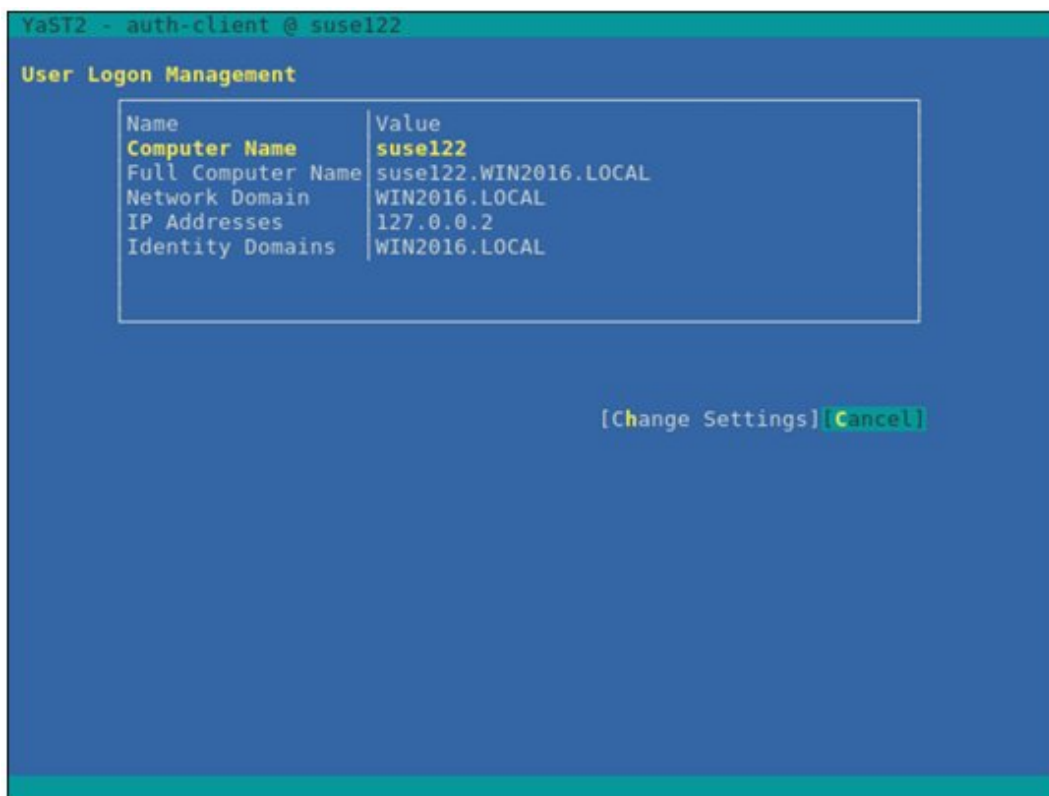 YaST2 - auth-client @ suse122
User Logon Management
Name Value
Computer Name suse122
Full Computer Name suse122.WIN2016.LOCAL
Network Domain WIN2016.LOCAL
IP Addresses 127.0.0.2
Identity Domains WIN2016.LOCAL
[Change Settings][Cancel]